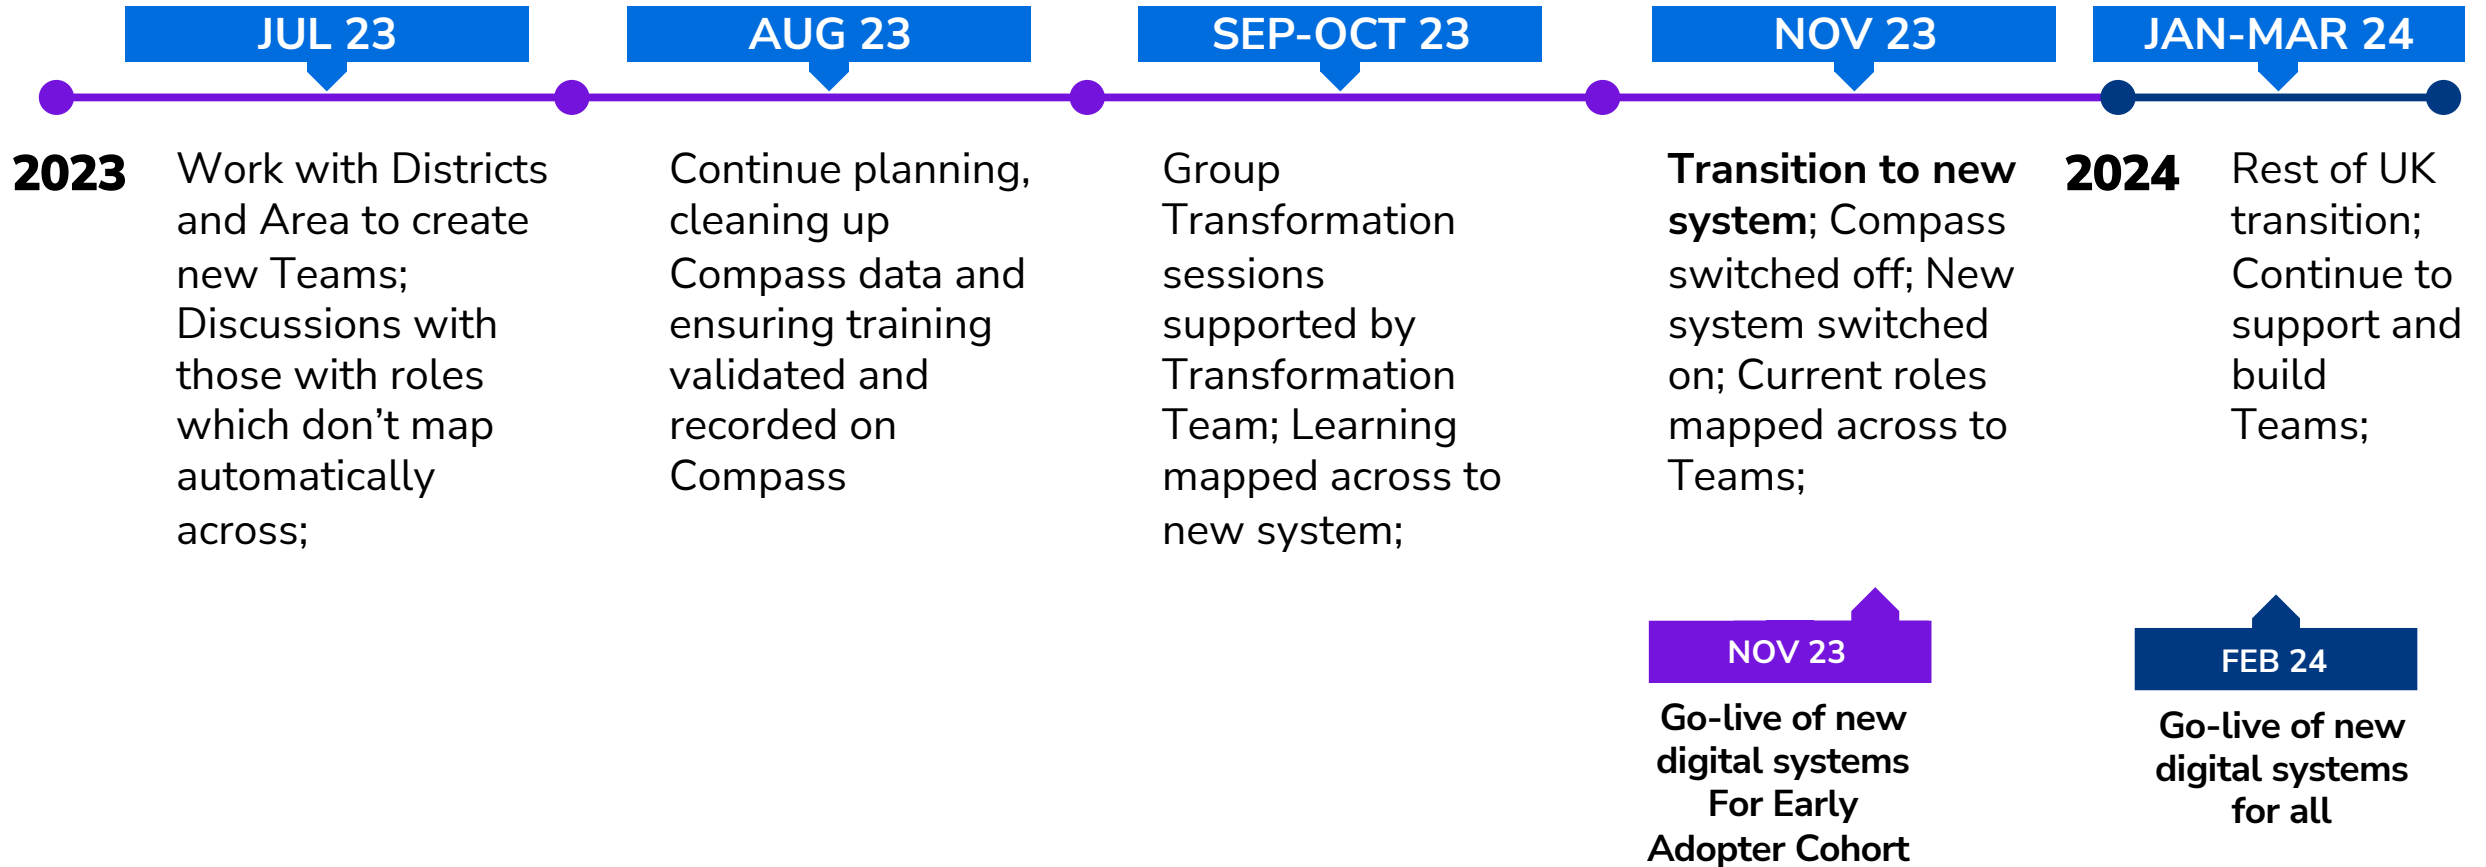 JUL 23
AUG 23
SEP-OCT 23
NOV 23
JAN-MAR 24
2023
Work with Districts
and Area to create
new Teams;
Discussions with
those with roles
which don’t map
automatically
across;
Continue planning,
cleaning up
Compass data and
ensuring training
validated and
recorded on
Compass
Group
Transformation
sessions
supported by
Transformation
Team; Learning
mapped across to
new system;
Transition to new
system; Compass
switched off; New
system switched
on; Current roles
mapped across to
Teams;
2024
Rest of UK
transition;
Continue to
support and
build
Teams;
NOV 23
Go-live of new
digital systems
For Early
Adopter Cohort
FEB 24
Go-live of new
digital systems
for all